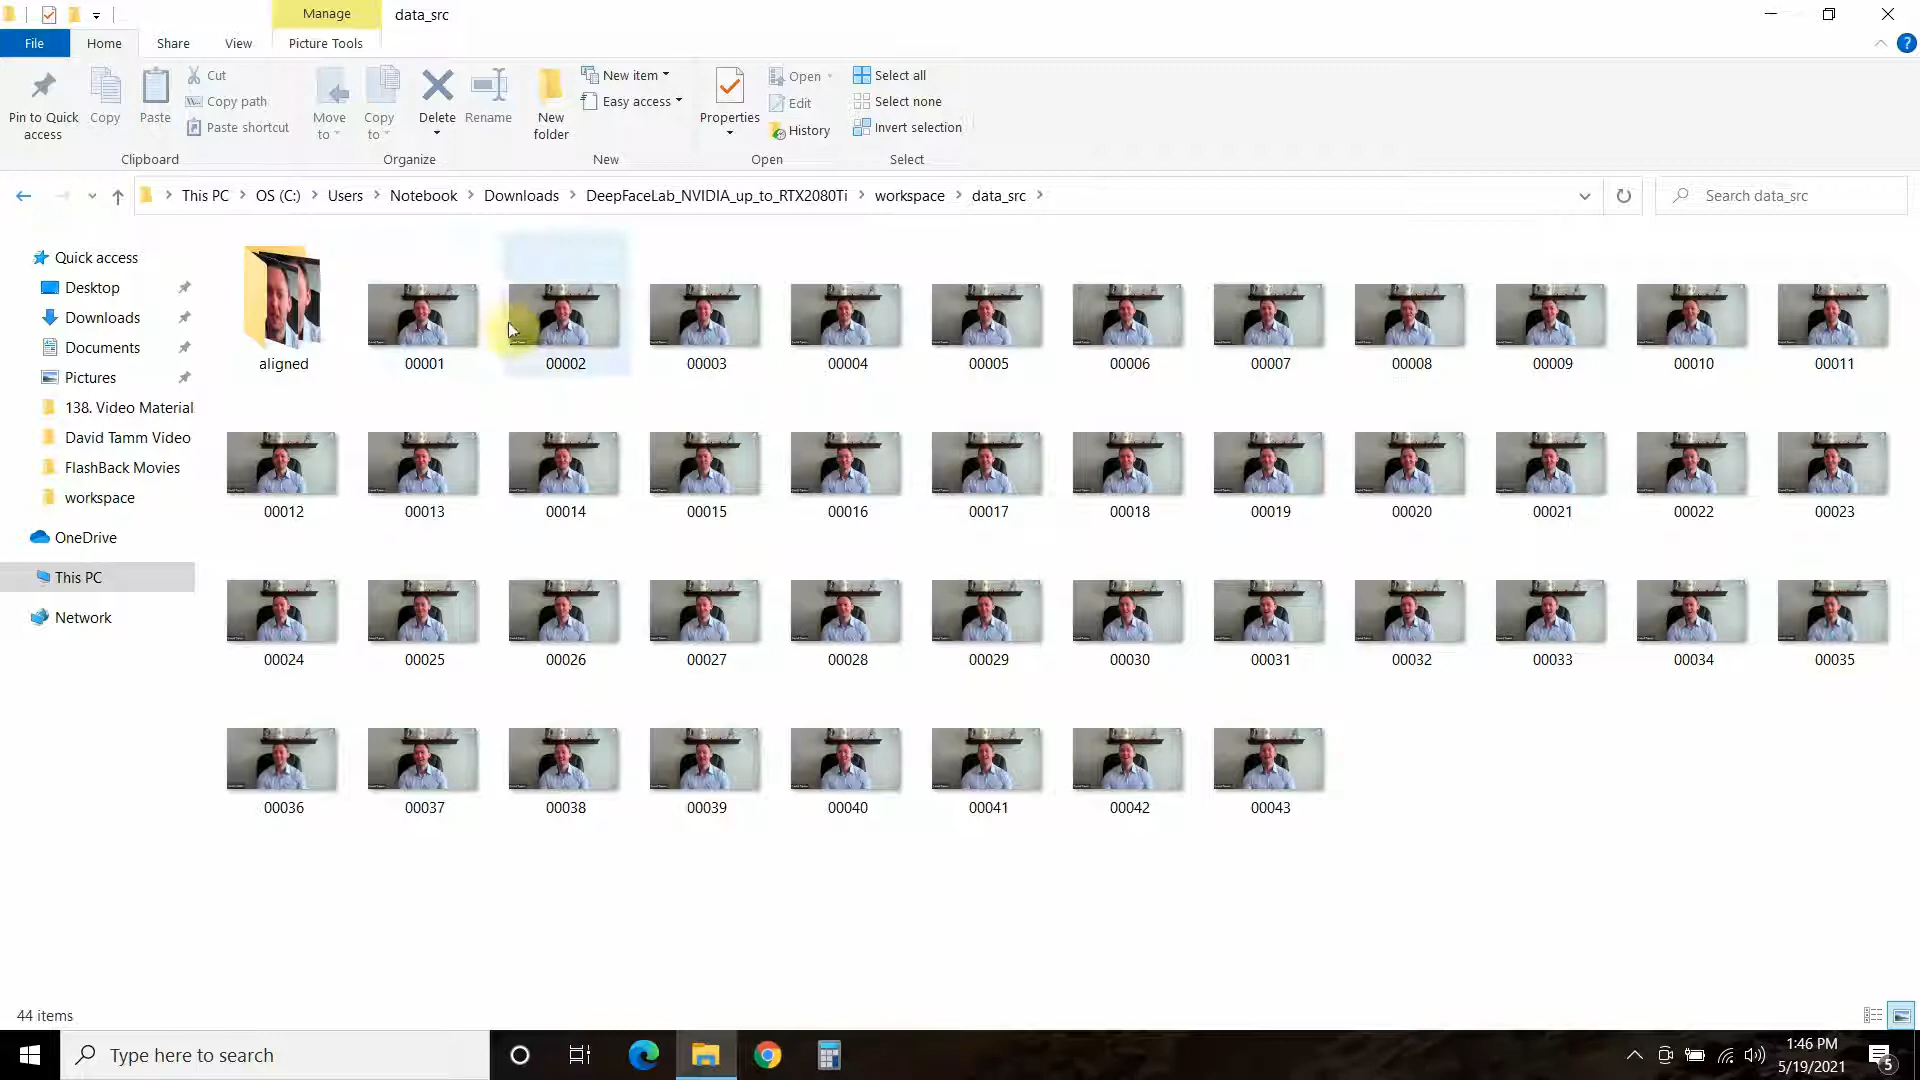 Manage
data_src
File
Home
Share
View
Picture Tools
Pin to Quick access
Copy
Paste
Cut
Copy path
Paste shortcut
Clipboard
Move to
Copy to
Delete
Rename
Organize
New folder
New item
Easy access
New
Properties
Open
Edit
History
Open
Select all
Select none
Invert selection
Select
This PC
OS (C:)
Users
Notebook
Downloads
DeepFaceLab_NVIDIA_up_to_RTX2080Ti
workspace
data_src
Search data_src
Quick access
Desktop
Downloads
Documents
Pictures
138. Video Material
David Tamm Video
FlashBack Movies
workspace
OneDrive
This PC
Network
aligned 00001 00002 00003 00004 00005 00006 00007 00008 00009 00010 00011
00012 00013 00014 00015 00016 00017 00018 00019 00020 00021 00022 00023
00024 00025 00026 00027 00028 00029 00030 00031 00032 00033 00034 00035
00036 00037 00038 00039 00040 00041 00042 00043
44 items
Type here to search
1:46 PM
5/19/2021
5